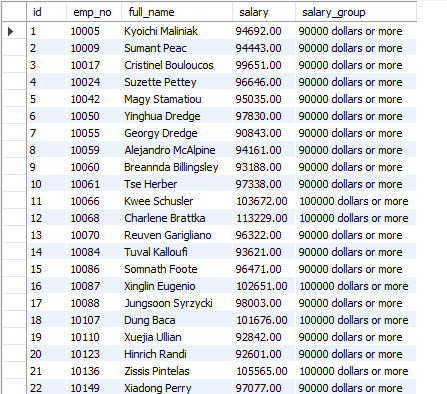 id emp_no full_name salary salary_group
1 10005 Kyoichi Maliniak 94692.00 90000 dollars or more
2 10009 Sumant Peac 94443.00 90000 dollars or more
3 10017 Cristinel Bouloucos 99651.00 90000 dollars or more
4 10024 Suzette Pettey 96646.00 90000 dollars or more
5 10042 Magy Stamatiou 95035.00 90000 dollars or more
6 10050 Yinghua Dredge 97830.00 90000 dollars or more
7 10055 Georgy Dredge 90843.00 90000 dollars or more
8 10059 Alejandro McAlpine 94161.00 90000 dollars or more
9 10060 Breannda Billingsley 93188.00 90000 dollars or more
10 10061 Tse Herber 97338.00 90000 dollars or more
11 10066 Kwee Schusler 103672.00 100000 dollars or more
12 10068 Charlene Brattka 113229.00 100000 dollars or more
13 10070 Reuven Garigliano 96322.00 90000 dollars or more
14 10084 Tuval Kalloufi 93621.00 90000 dollars or more
15 10086 Somnath Foote 96471.00 90000 dollars or more
16 10087 Xinglin Eugenio 102651.00 100000 dollars or more
17 10088 Jungsoon Syrzycki 98003.00 90000 dollars or more
18 10107 Dung Baca 101676.00 100000 dollars or more
19 10110 Xuejia Ullian 92842.00 90000 dollars or more
20 10123 Hinrich Randi 92601.00 90000 dollars or more
21 10136 Zissis Pintelas 105565.00 100000 dollars or more
22 10149 Xiadong Perry 97077.00 90000 dollars or more